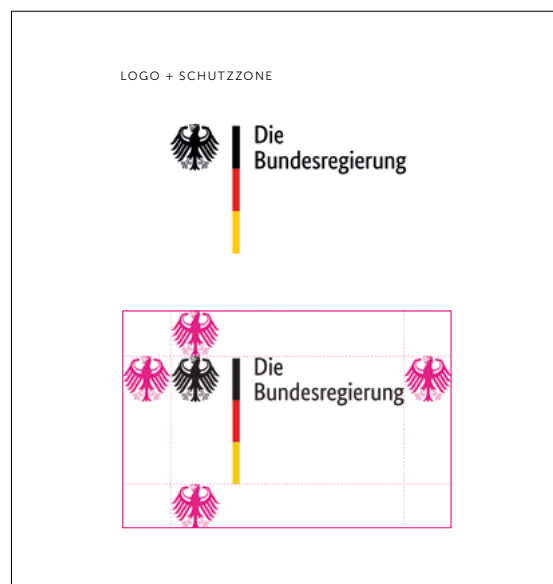 LOGO + SCHUTZZONE
Die
Bundesregierung
Die
Bundesregierung